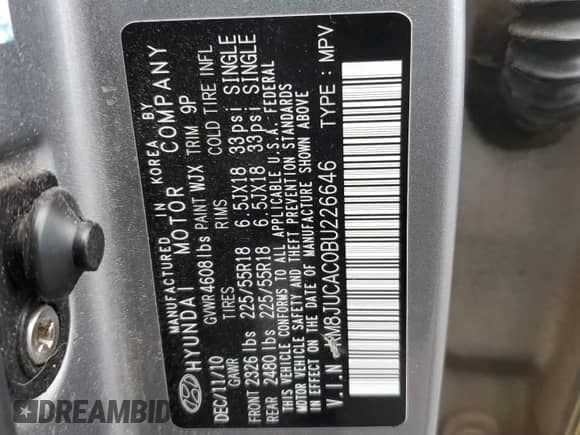 MANUFACTURED IN KOREA BY
HYUNDAI MOTOR COMPANY
DEC/11/10 GVWR 4608 lbs PAINT WJX TRIM 9P
GAWR TIRES RIMS COLD TIRE INFL
FRONT 2326 lbs 225/55R18 6.5JX18 33psi SINGLE
REAR 2480 lbs 225/55R18 6.5JX18 33psi SINGLE
THIS VEHICLE CONFORMS TO ALL APPLICABLE U.S.A. FEDERAL
MOTOR VEHICLE SAFETY AND THEFT PREVENTION STANDARDS
IN EFFECT ON THE DATE OF MANUFACTURE SHOWN ABOVE
V.I.N KM8JUCAC0BU226646 TYPE : MPV
DREAMBID